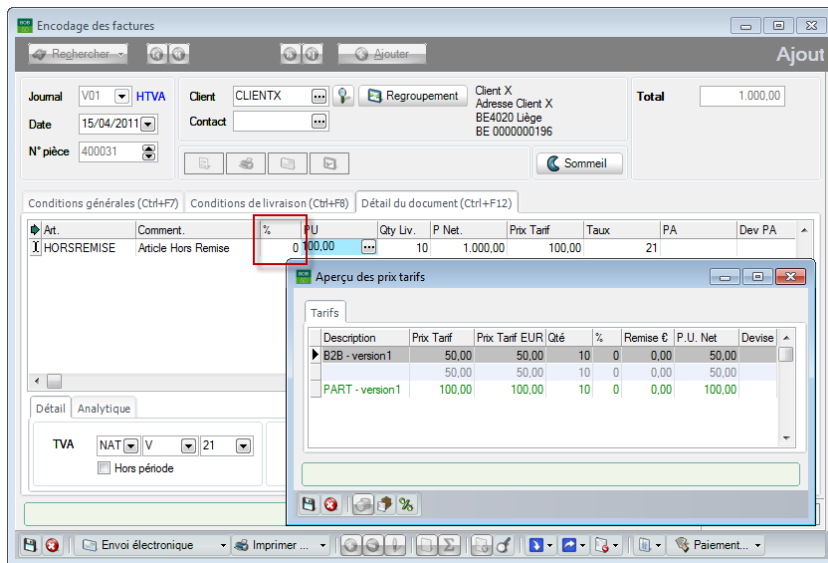 Encodage des factures
Rechercher
Ajouter
Ajout
Journal V01 HTVA
Client CLIENTX
Regroupement
Client X
Adresse Client X
BE4020 Liège
BE 0000000196
Total 1.000,00
Date 15/04/2011
Contact
N° pièce 400031
Sommeil
Conditions générales (Ctrl+F7) Conditions de livraison (Ctrl+F8) Détail du document (Ctrl+F12)
Art. Comment. % PU Qty Liv. P Net. Prix Tarif Taux PA Dev PA
HORSREMISE Article Hors Remise 0 100,00 ... 10 1.000,00 100,00 21
Aperçu des prix tarifs
Tarifs
Description Prix Tarif Prix Tarif EUR Qté % Remise € P.U. Net Devise
B2B - version1 50,00 50,00 10 0 0,00 50,00
50,00 50,00 10 0 0,00 50,00
PART - version1 100,00 100,00 10 0 0,00 100,00
Détail Analytique
TVA NAT V 21
Hors période
Envoi électronique Imprimer ... Paiement...